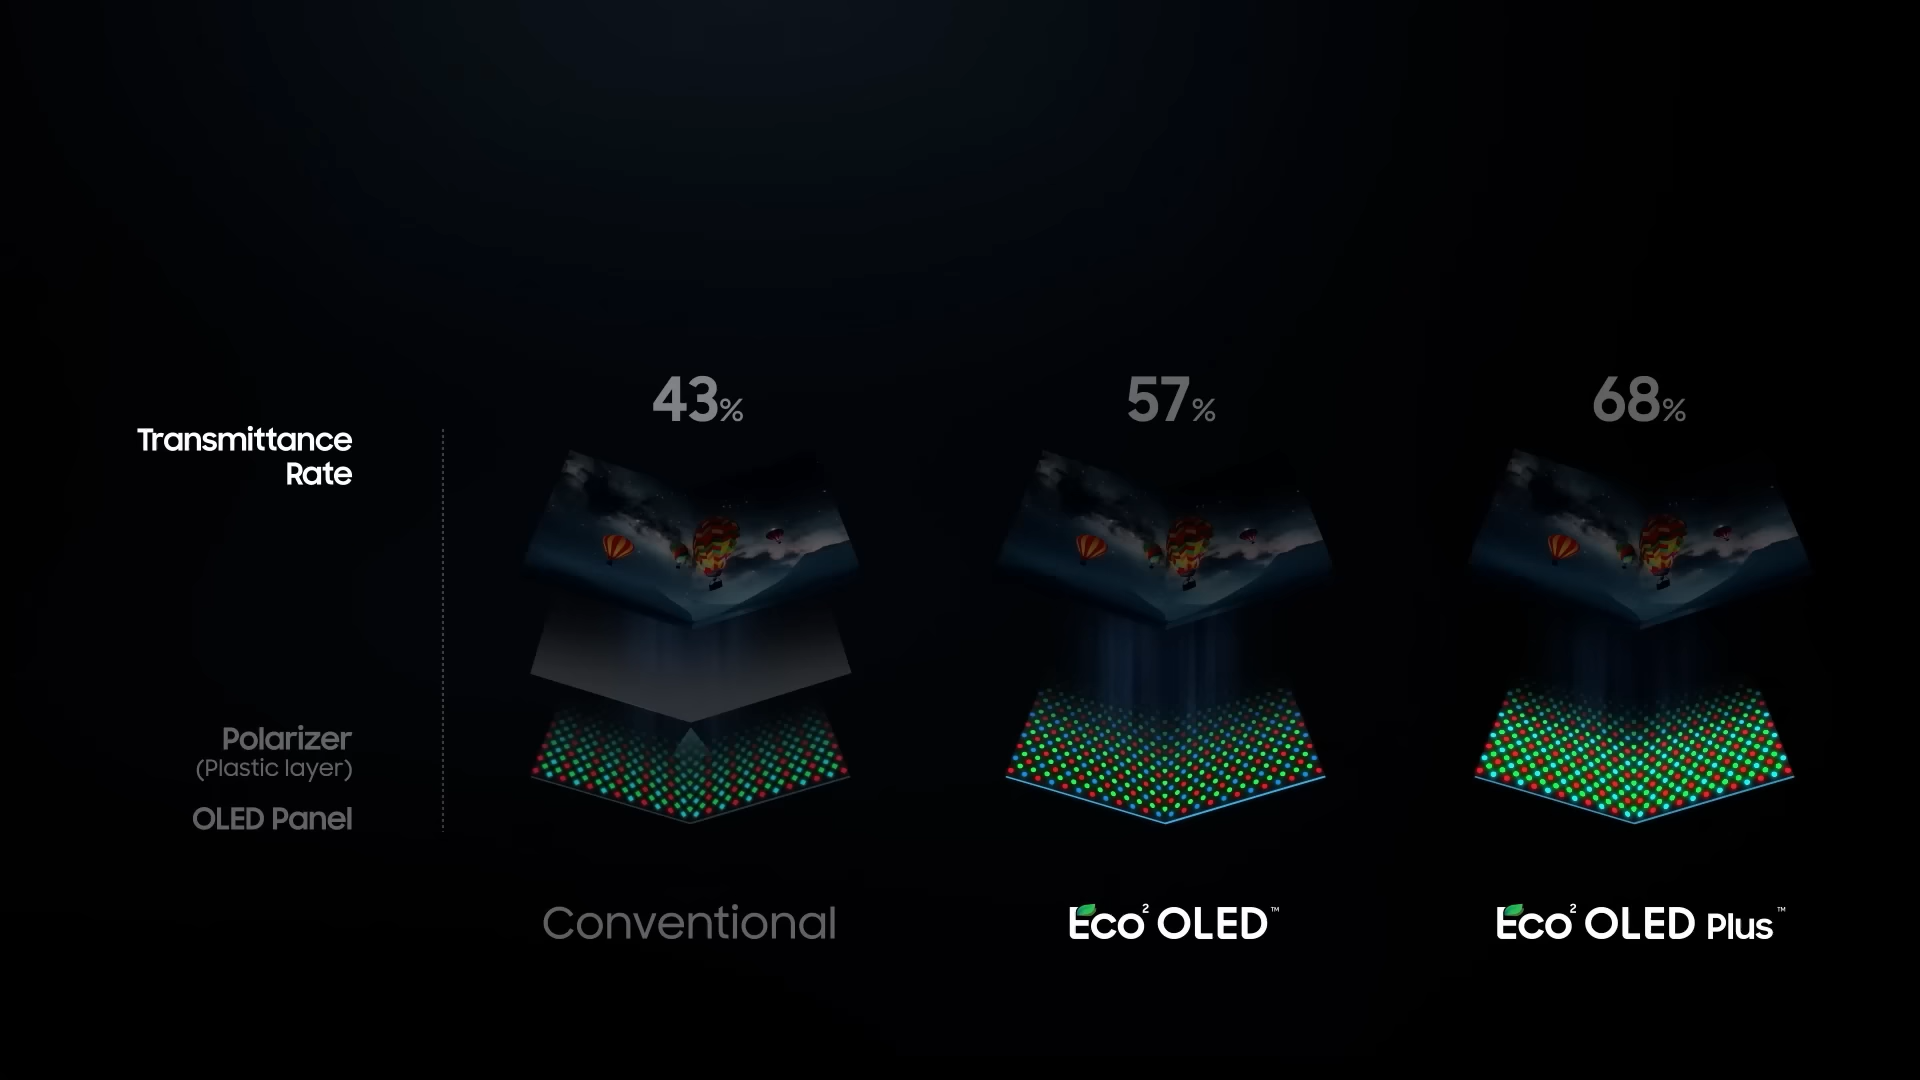 43% 57% 68%
Transmittance
Rate
Polarizer
(Plastic layer)
OLED Panel
Conventional Eco² OLED™ Eco² OLED Plus™